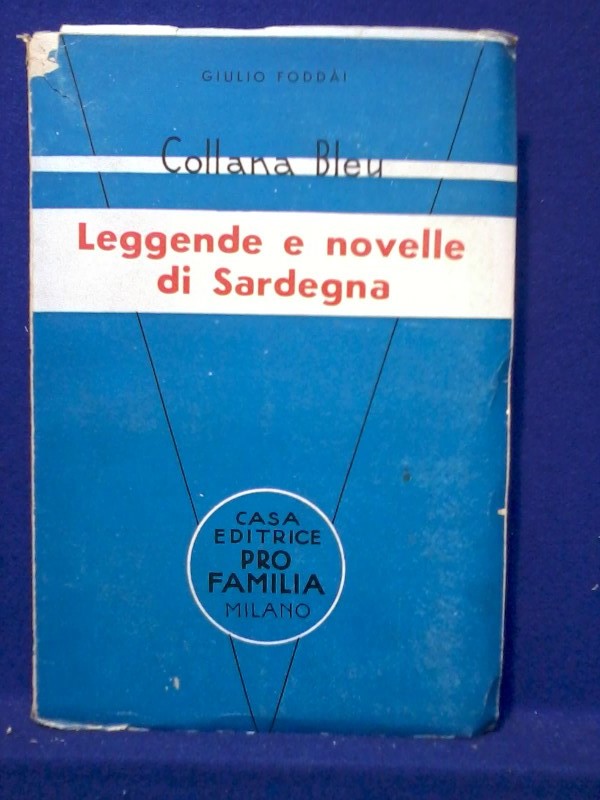 GIULIO FODDÀI
Collana Bleu
Leggende e novelle
di Sardegna
CASA
EDITRICE
PRO
FAMILIA
MILANO